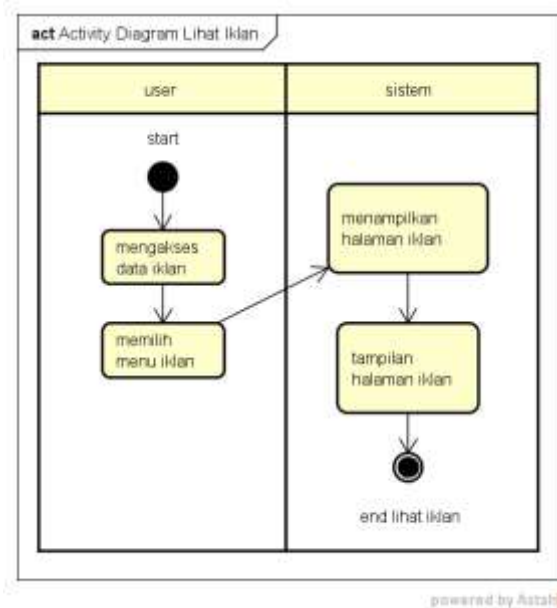 act Activity Diagram Lihat Iklan
user
sistem
start
mengakses
data iklan
memilih
menu iklan
menampilkan
halaman iklan
tampilan
halaman iklan
end lihat iklan
powered by Astah